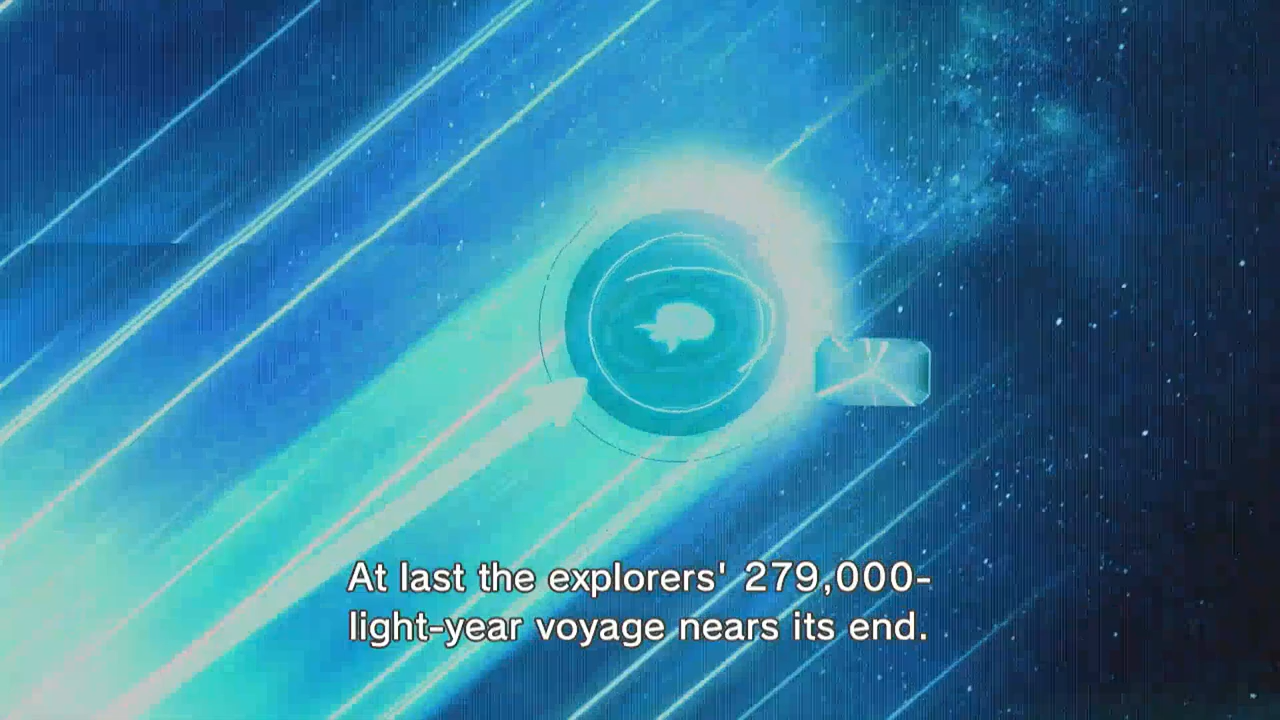 At last the explorers' 279,000-
light-year voyage nears its end.